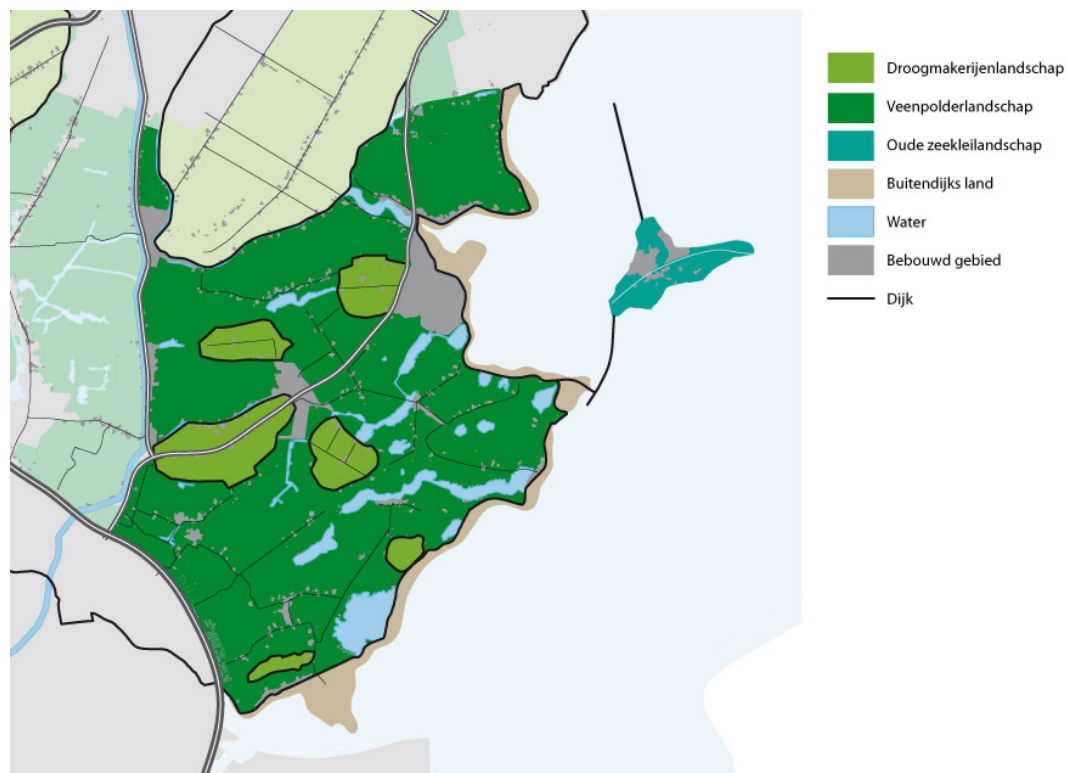 Droogmakerijenlandschap
Veenpolderlandschap
Oude zeekleilandschap
Buitendijks land
Water
Bebouwd gebied
Dijk